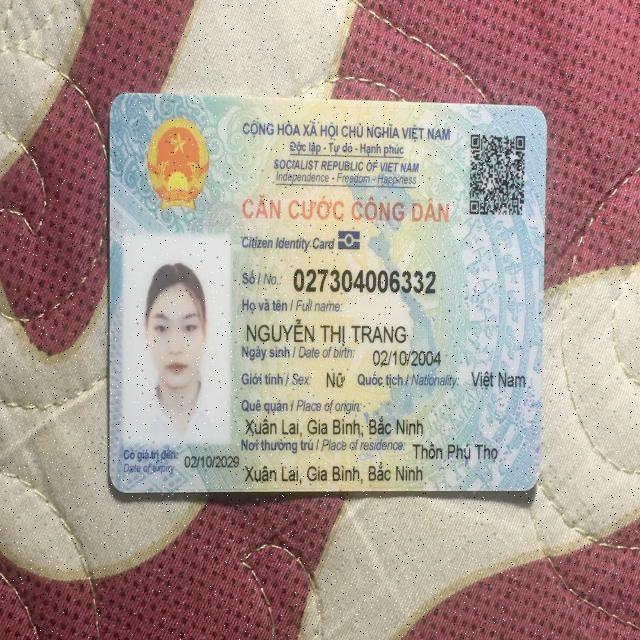 CỘNG HÒA XÃ HỘI CHỦ NGHĨA VIỆT NAM
Độc lập - Tự do - Hạnh phúc
SOCIALIST REPUBLIC OF VIET NAM
Independence - Freedom - Happiness
CĂN CƯỚC CÔNG DÂN
Citizen Identity Card
Số / No.: 027304006332
Họ và tên / Full name:
NGUYỄN THỊ TRANG
Ngày sinh / Date of birth: 02/10/2004
Giới tính / Sex: Nữ Quốc tịch / Nationality: Việt Nam
Quê quán / Place of origin:
Xuân Lai, Gia Bình, Bắc Ninh
Nơi thường trú / Place of residence: Thôn Phú Thọ
Xuân Lai, Gia Bình, Bắc Ninh
Có giá trị đến: 02/10/2029
Date of expiry